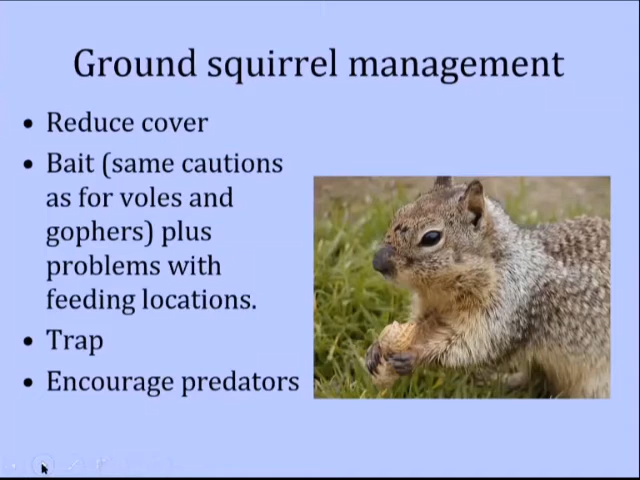 Ground squirrel management
• Reduce cover
• Bait (same cautions
as for voles and
gophers) plus
problems with
feeding locations.
• Trap
• Encourage predators